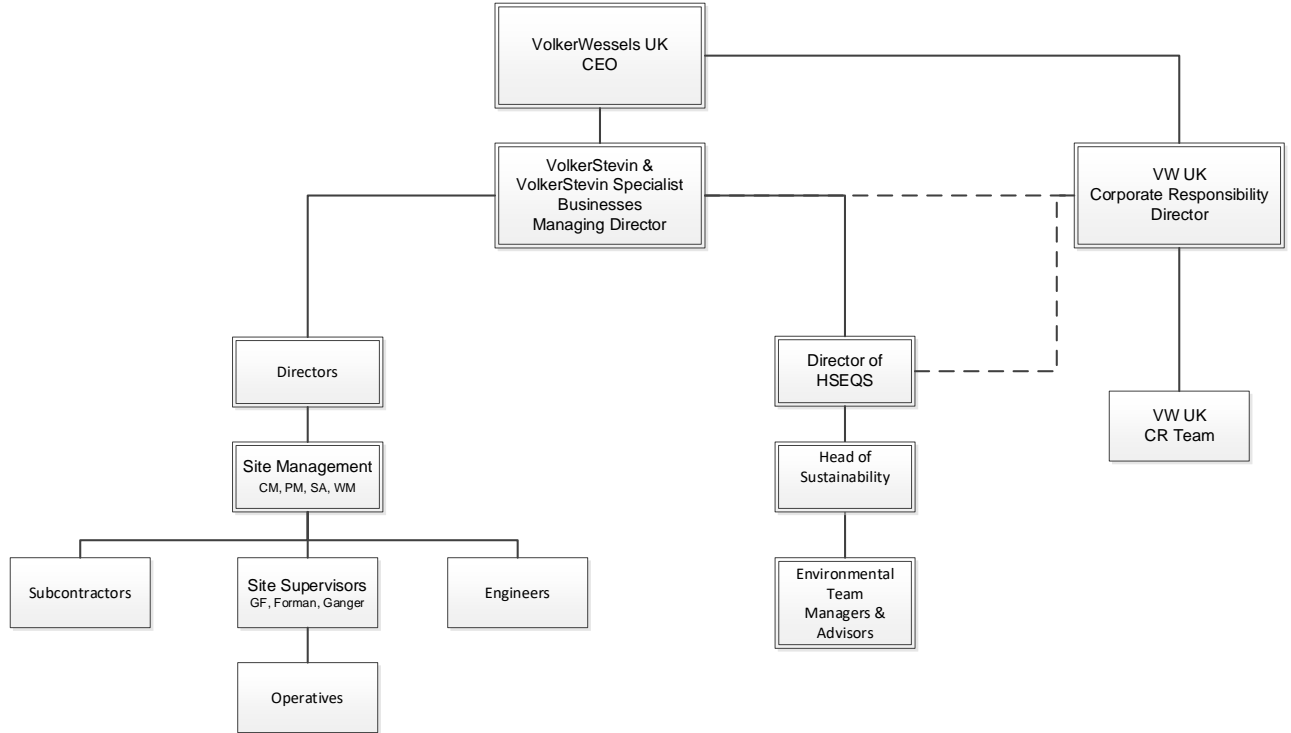 VolkerWessels UK
CEO
VolkerStevin &
VolkerStevin Specialist
Businesses
Managing Director
VW UK
Corporate Responsibility
Director
Directors
Director of
HSEQS
VW UK
CR Team
Site Management
CM, PM, SA, WM
Head of
Sustainability
Subcontractors
Site Supervisors
GF, Forman, Ganger
Engineers
Environmental
Team
Managers &
Advisors
Operatives